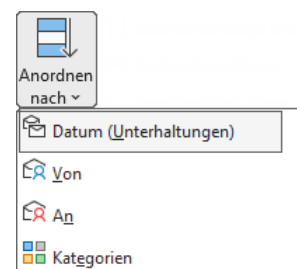 Anordnen
nach
Datum (Unterhaltungen)
Von
An
Kategorien